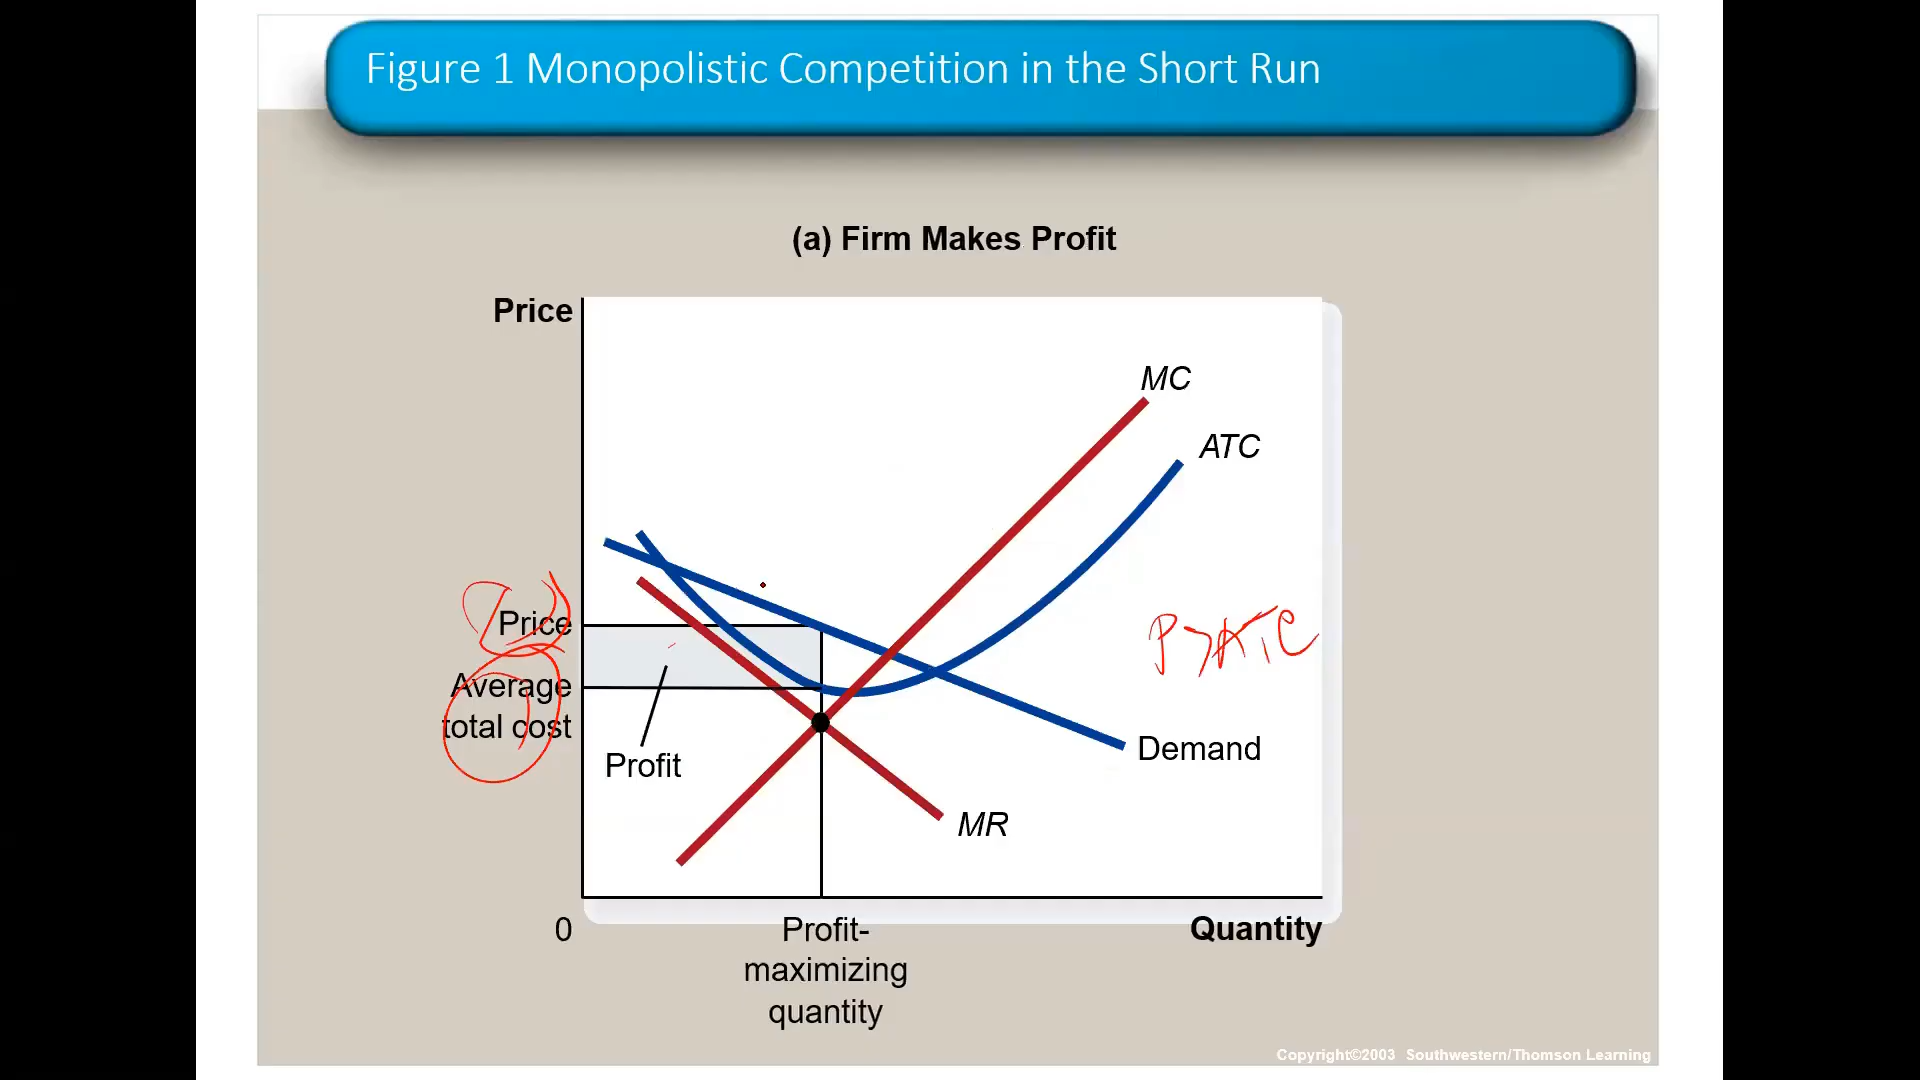 Figure 1 Monopolistic Competition in the Short Run
(a) Firm Makes Profit
Price
MC
ATC
Price
P>ATC
Average
total cost
Profit
Demand
MR
0
Profit-
maximizing
quantity
Quantity
Copyright©2003 Southwestern/Thomson Learning